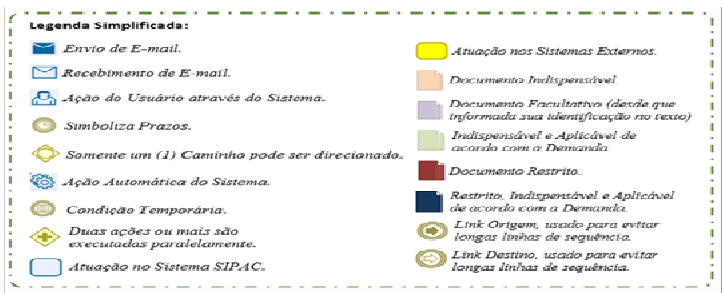 Legenda Simplificada:
Envio de E-mail.
Recebimento de E-mail.
Ação do Usuário através do Sistema.
Simboliza Prazos.
Somente um (1) Caminho pode ser direcionado.
Ação Automática do Sistema.
Condição Temporária.
Duas ações ou mais são
executadas paralelamente.
Atuação no Sistema SIPAC.
Atuação nos Sistemas Externos.
Documento Indispensável
Documento Facultativo (desde que
informada sua identificação no texto)
Indispensável e Aplicável de
acordo com a Demanda
Documento Restrito.
Restrito, Indispensável e Aplicável
de acordo com a Demanda.
Link Origem, usado para evitar
longas linhas de sequência.
Link Destino, usado para evitar
longas linhas de sequência.